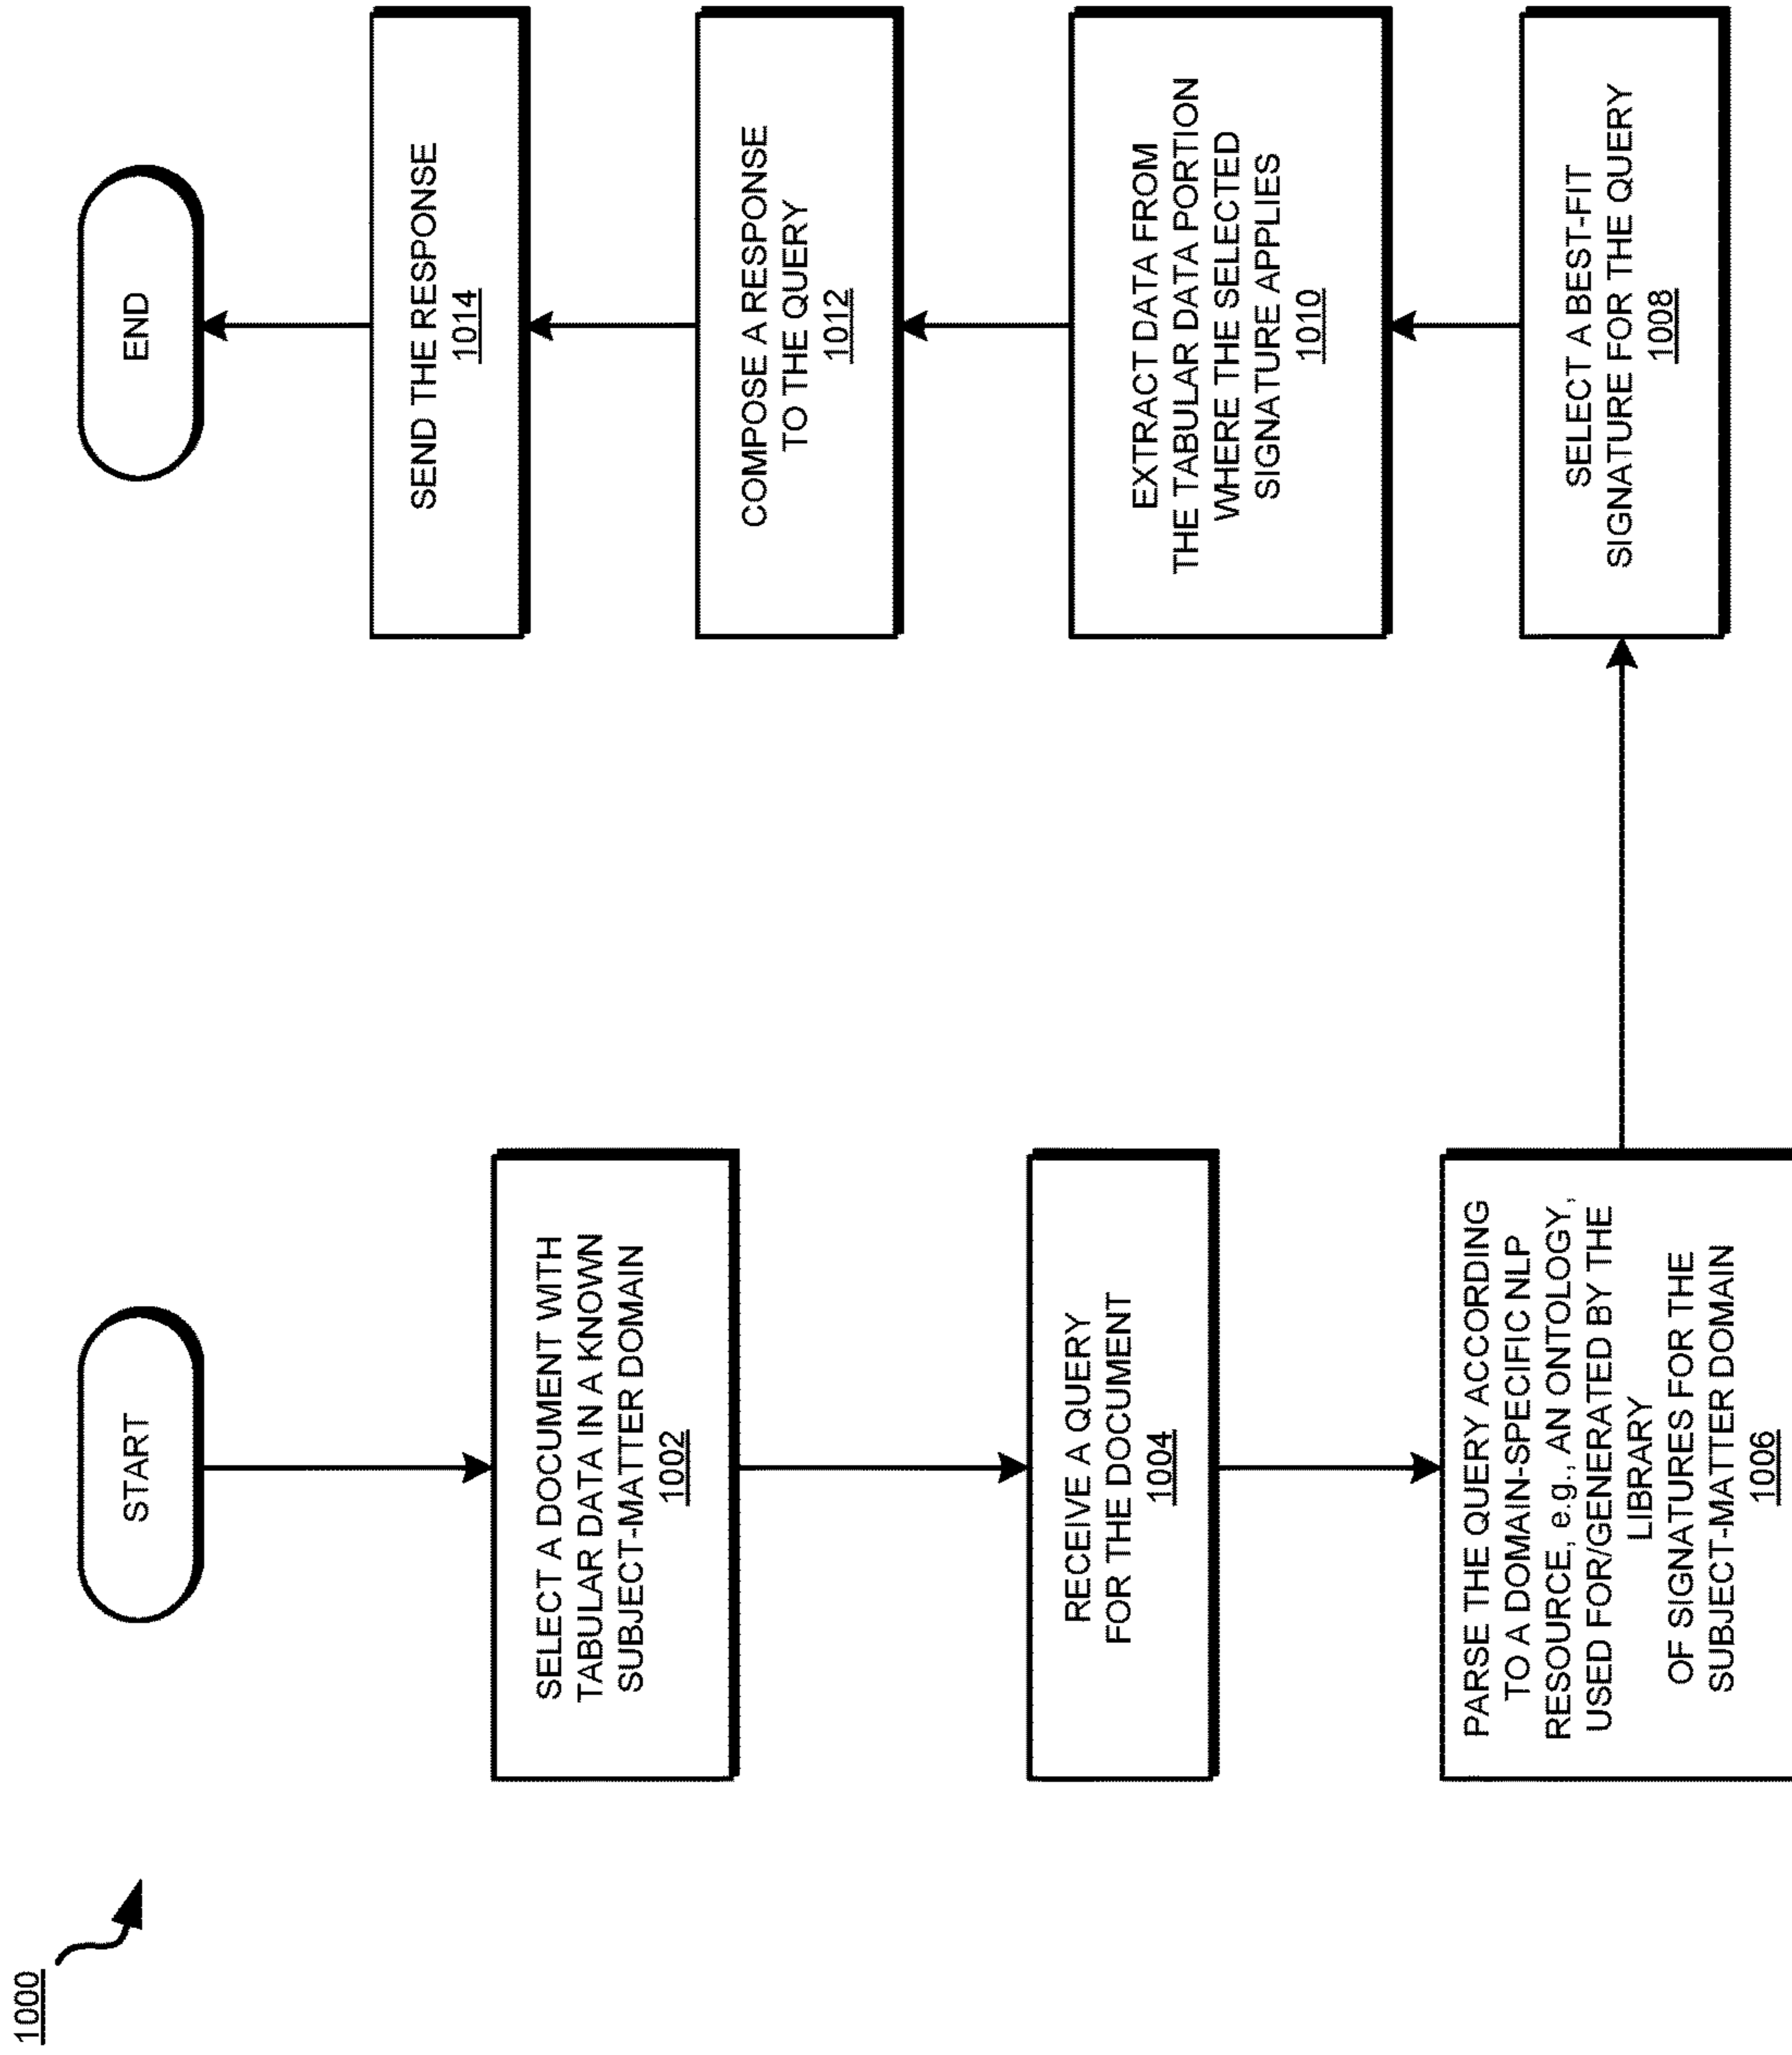 1000
START
SELECT A DOCUMENT WITH
TABULAR DATA IN A KNOWN
SUBJECT-MATTER DOMAIN
1002
RECEIVE A QUERY
FOR THE DOCUMENT
1004
PARSE THE QUERY ACCORDING
TO A DOMAIN-SPECIFIC NLP
RESOURCE, e.g., AN ONTOLOGY,
USED FOR/GENERATED BY THE
LIBRARY
OF SIGNATURES FOR THE
SUBJECT-MATTER DOMAIN
1006
SELECT A BEST-FIT
SIGNATURE FOR THE QUERY
1008
EXTRACT DATA FROM
THE TABULAR DATA PORTION
WHERE THE SELECTED
SIGNATURE APPLIES
1010
COMPOSE A RESPONSE
TO THE QUERY
1012
SEND THE RESPONSE
1014
END